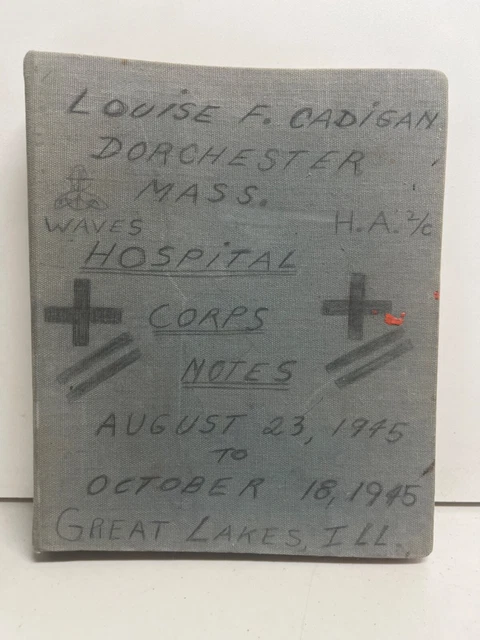 LOUISE F. CADIGAN
DORCHESTER
MASS.
WAVES
H.A. 2/c
HOSPITAL
CORPS
NOTES
AUGUST 23, 1945
TO
OCTOBER 18, 1945
GREAT LAKES, ILL.